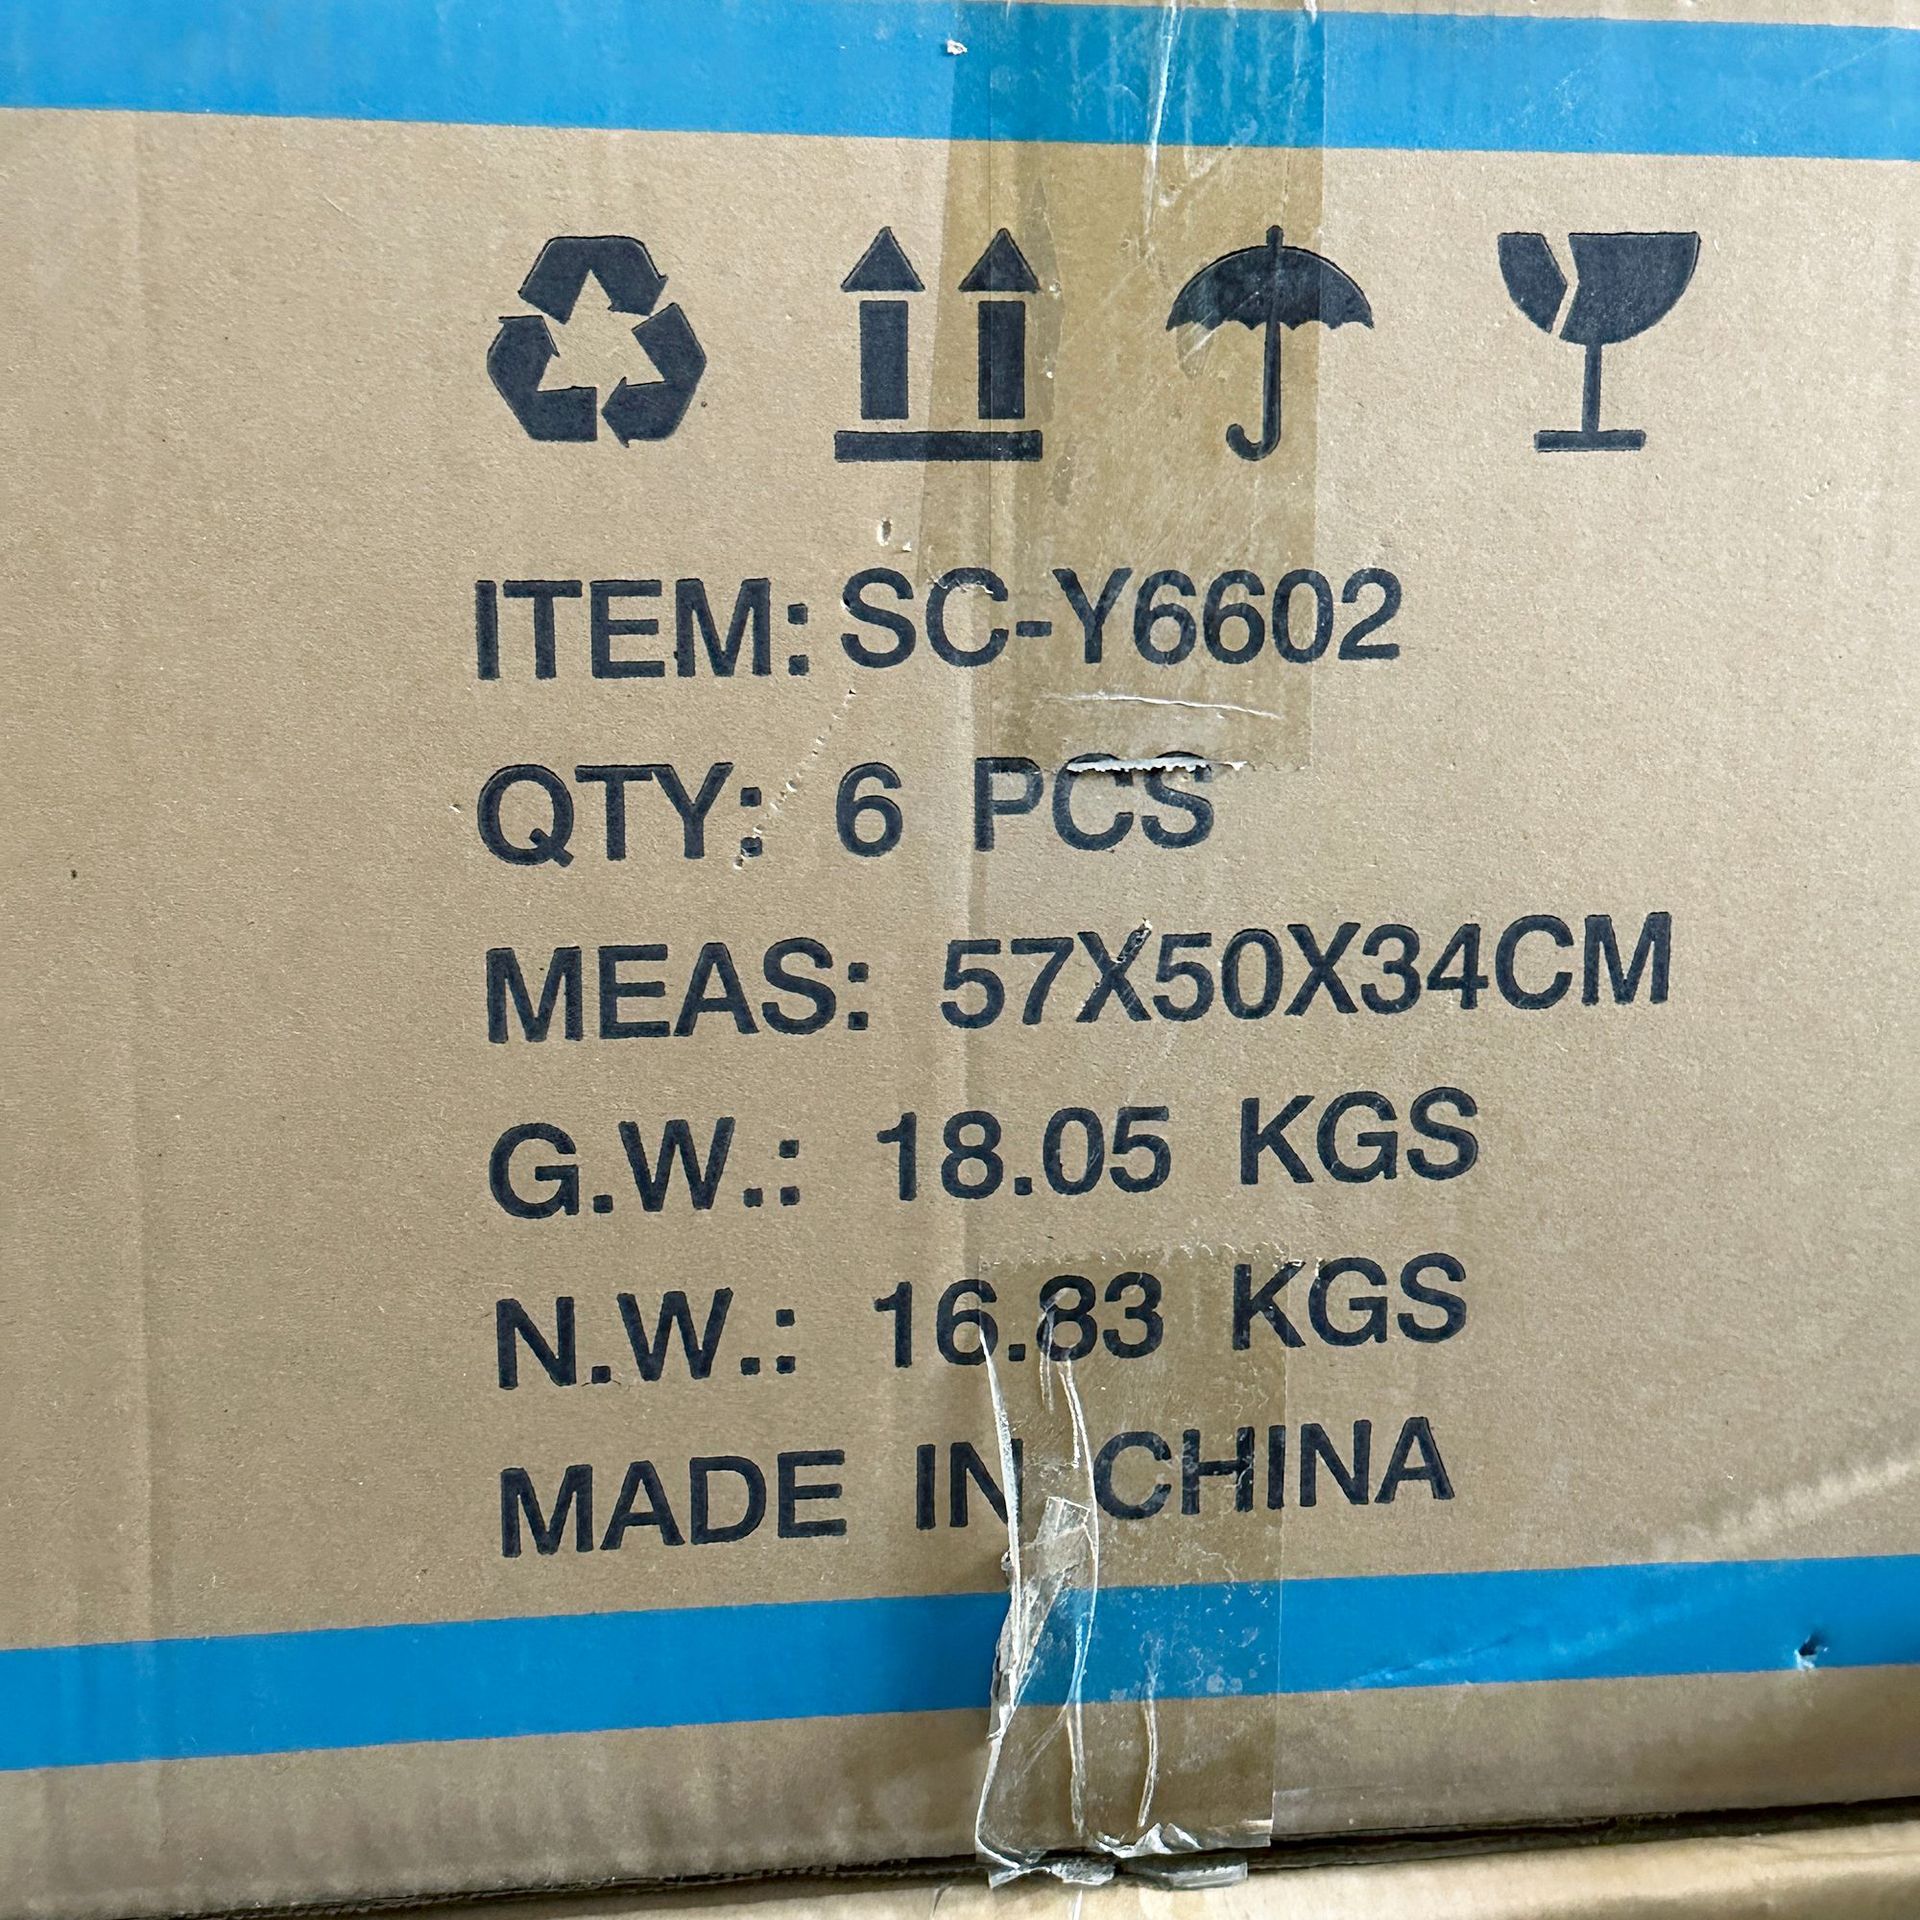 ITEM: SC-Y6602
QTY: 6 PCS
MEAS: 57X50X34CM
G.W.: 18.05 KGS
N.W.: 16.83 KGS
MADE IN CHINA